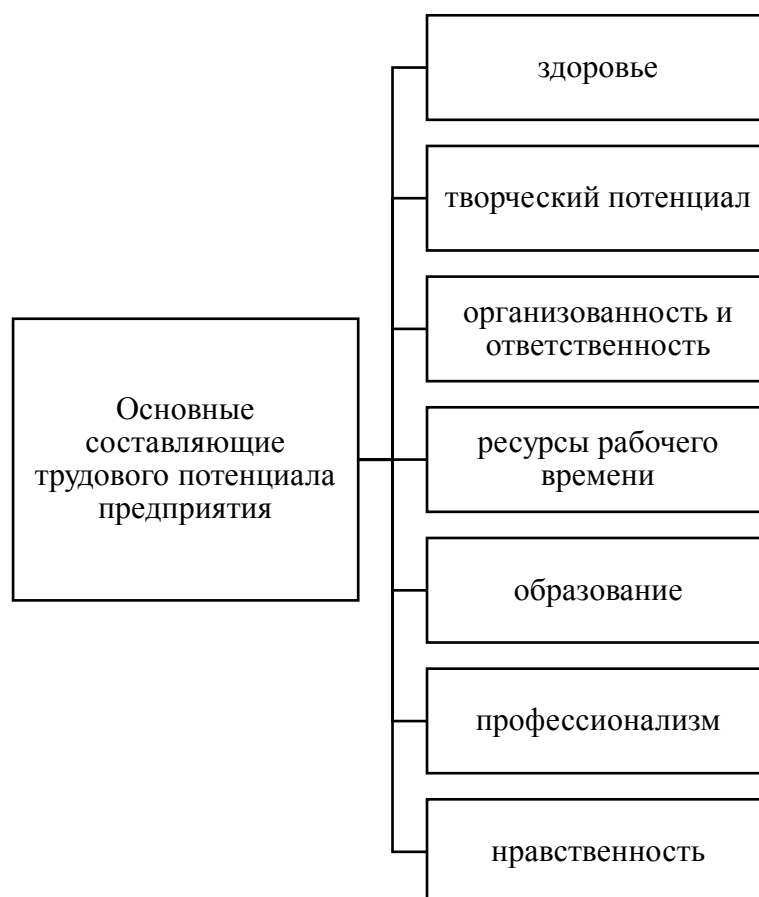 здоровье
творческий потенциал
организованность и
ответственность
Основные
составляющие
трудового потенциала
предприятия
ресурсы рабочего
времени
образование
профессионализм
нравственность